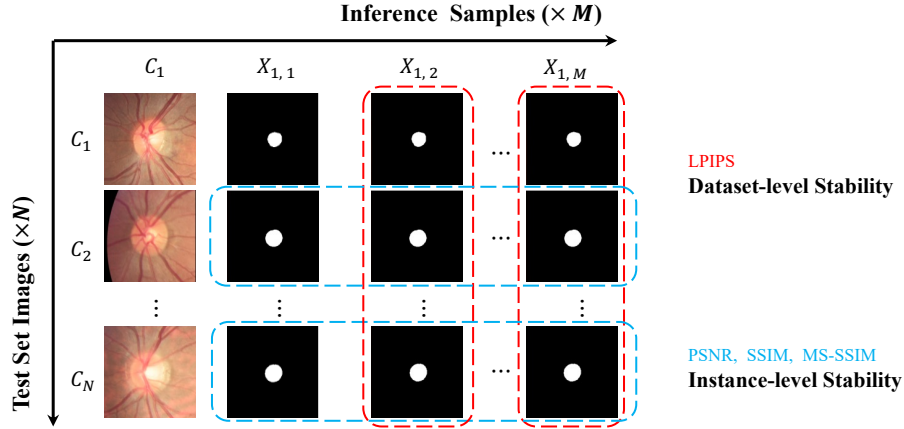 Inference Samples (× M)
C₁ X₁,₁ X₁,₂ X₁,M
C₁
...
LPIPS
Dataset-level Stability
Test Set Images (×N)
C₂
...
⋮ ⋮ ⋮ ⋮ ⋮
C_N
...
PSNR, SSIM, MS-SSIM
Instance-level Stability